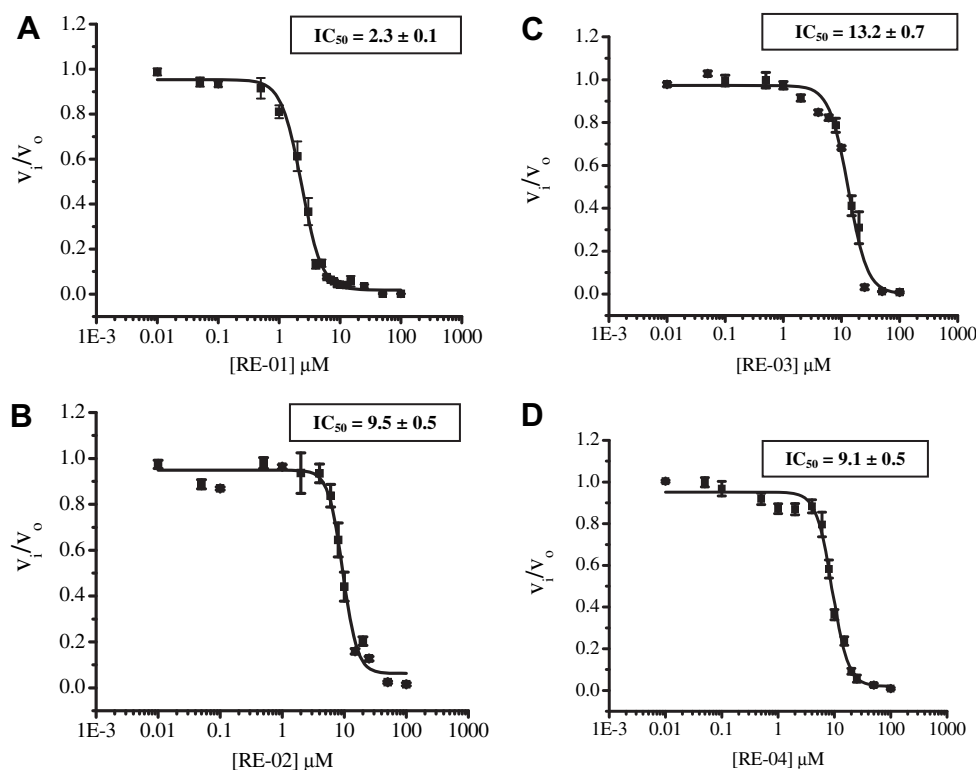 A
IC₅₀ = 2.3 ± 0.1
1.2
1.0
0.8
0.6
0.4
0.2
0.0
vᵢ/vₒ
1E-3 0.01 0.1 1 10 100 1000
[RE-01] µM
B
IC₅₀ = 9.5 ± 0.5
1.2
1.0
0.8
0.6
0.4
0.2
0.0
vᵢ/vₒ
1E-3 0.01 0.1 1 10 100 1000
[RE-02] µM
C
IC₅₀ = 13.2 ± 0.7
1.2
1.0
0.8
0.6
0.4
0.2
0.0
vᵢ/vₒ
1E-3 0.01 0.1 1 10 100 1000
[RE-03] µM
D
IC₅₀ = 9.1 ± 0.5
1.2
1.0
0.8
0.6
0.4
0.2
0.0
vᵢ/vₒ
1E-3 0.01 0.1 1 10 100 1000
[RE-04] µM